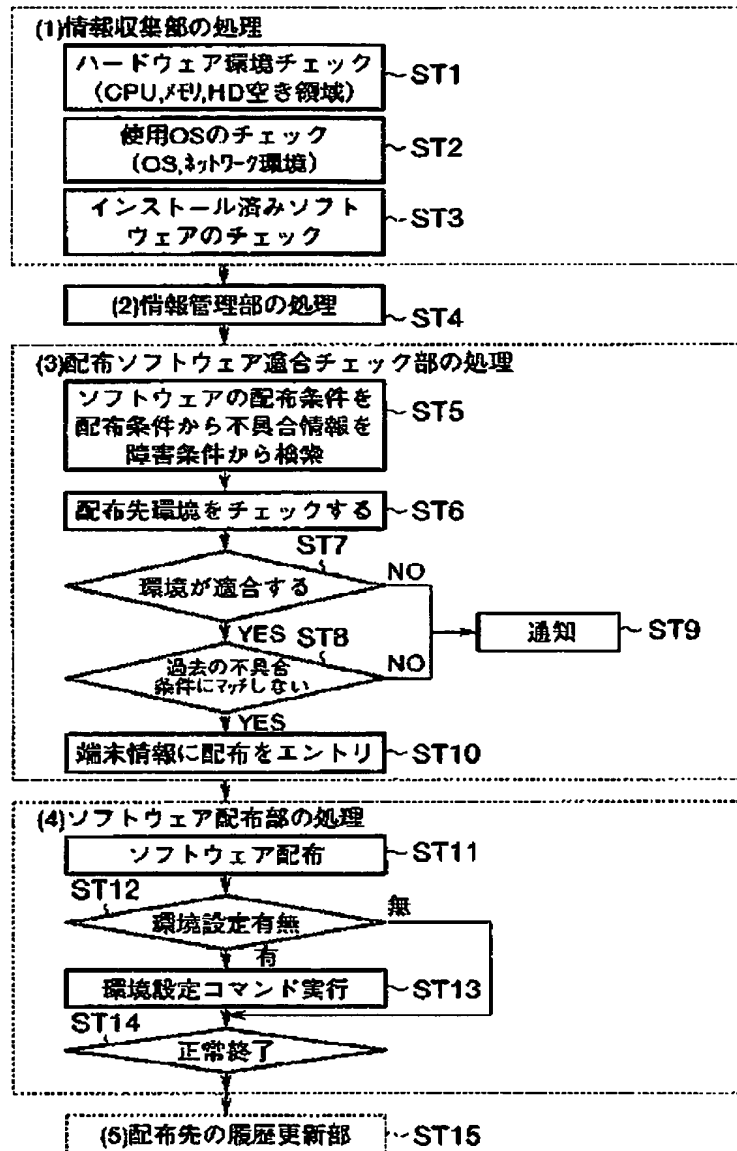 (1)情報収集部の処理
ハードウェア環境チェック
(CPU,メモリ,HD空き領域)
ST1
使用OSのチェック
(OS,ネットワーク環境)
ST2
インストール済みソフト
ウェアのチェック
ST3
(2)情報管理部の処理
ST4
(3)配布ソフトウェア適合チェック部の処理
ソフトウェアの配布条件を
配布条件から不具合情報を
障害条件から検索
ST5
配布先環境をチェックする
ST6
ST7
環境が適合する
NO
YES
ST8
過去の不具合
条件にマッチしない
NO
通知
ST9
YES
端末情報に配布をエントリ
ST10
(4)ソフトウェア配布部の処理
ソフトウェア配布
ST11
ST12
環境設定有無
無
有
環境設定コマンド実行
ST13
ST14
正常終了
(5)配布先の履歴更新部
ST15